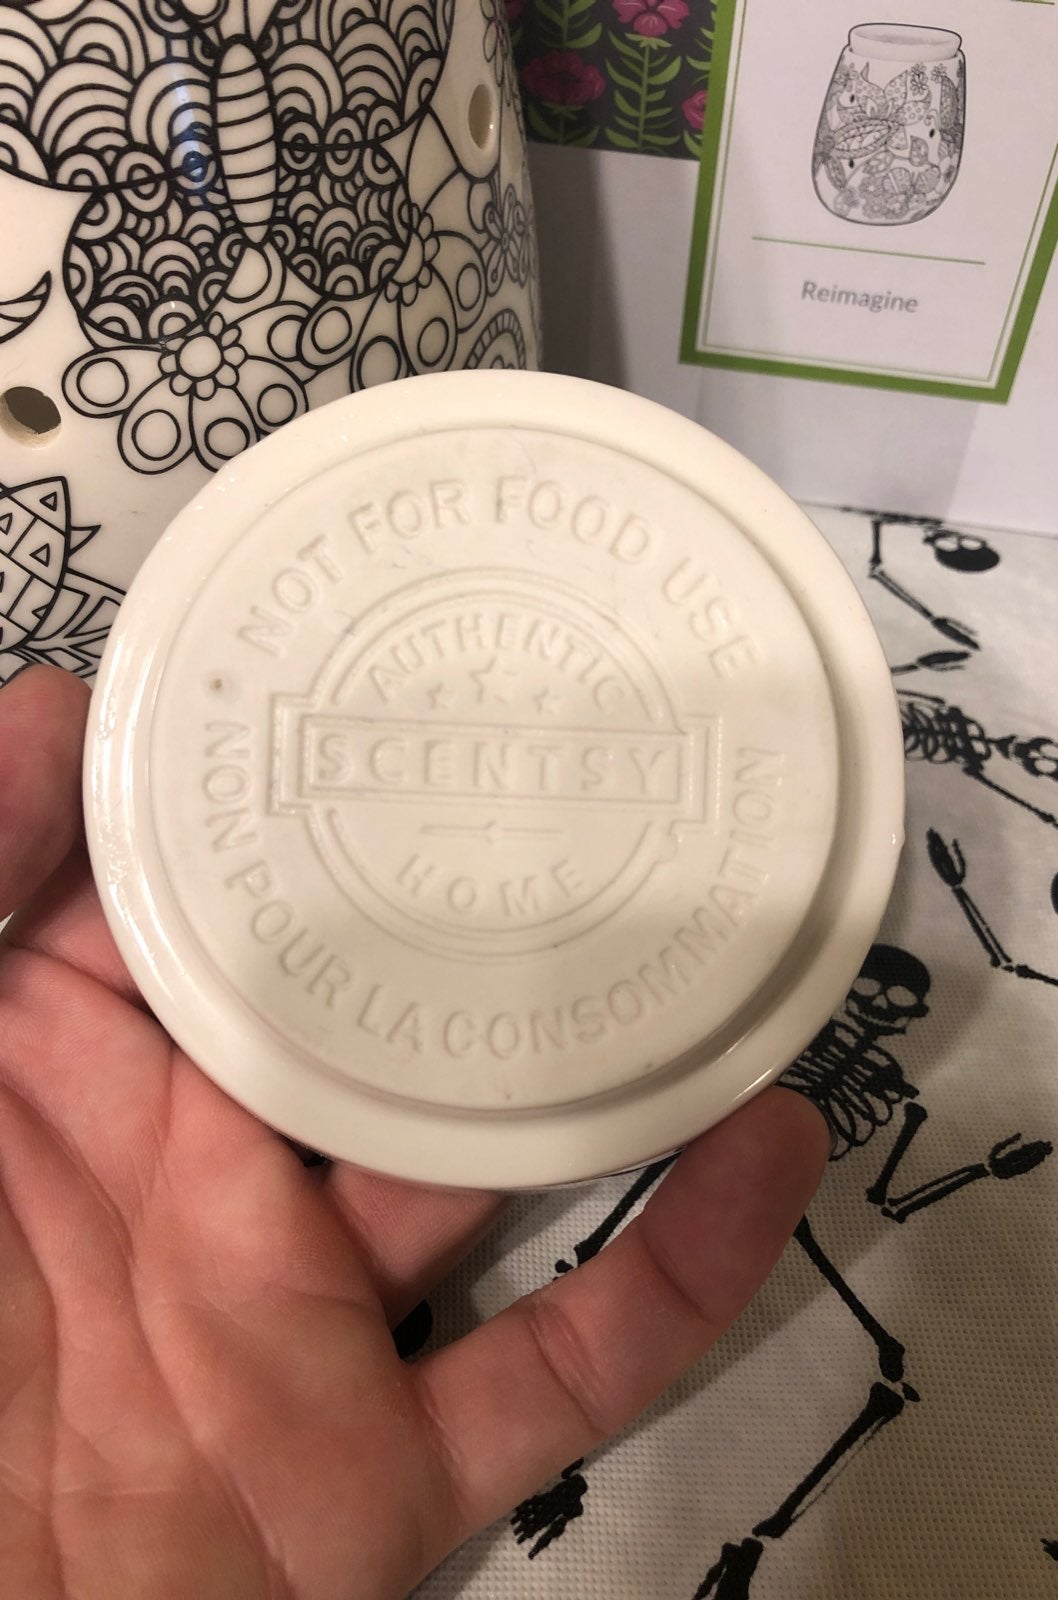 Reimagine
NOT FOR FOOD USE
AUTHENTIC
SCENTSY
HOME
NON POUR LA CONSOMMATION